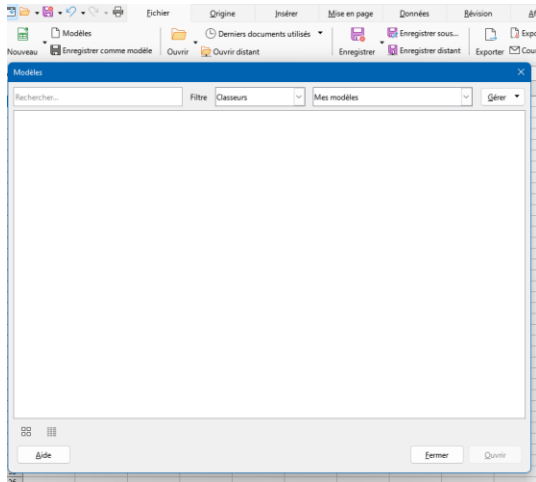 Fichier Origine Insérer Mise en page Données Révision
Modèles Derniers documents utilisés Enregistrer sous...
Nouveau Enregistrer comme modèle Ouvrir Ouvrir distant Enregistrer Enregistrer distant Exporter
Modèles
Rechercher... Filtre Classeurs Mes modèles Gérer
Aide Fermer Ouvrir